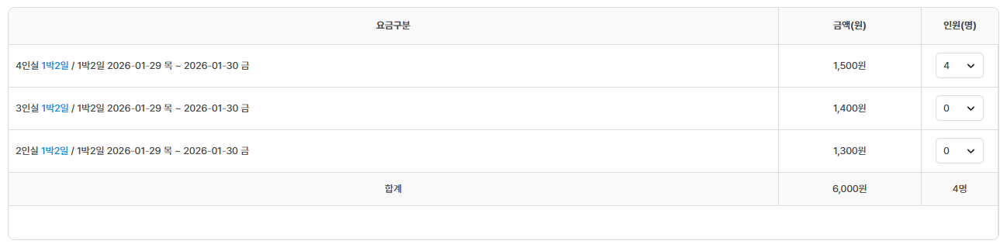 요금구분 금액(원) 인원(명)
4인실 1박2일 / 1박2일 2026-01-29 목 ~ 2026-01-30 금 1,500원 4
3인실 1박2일 / 1박2일 2026-01-29 목 ~ 2026-01-30 금 1,400원 0
2인실 1박2일 / 1박2일 2026-01-29 목 ~ 2026-01-30 금 1,300원 0
합계 6,000원 4명